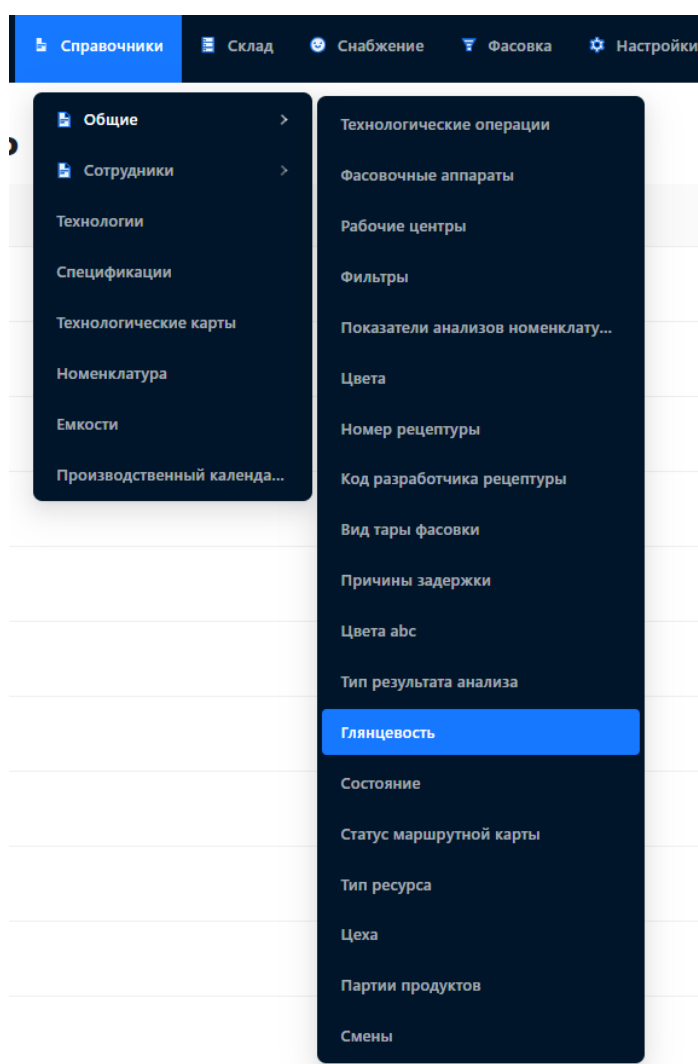 Справочники Склад Снабжение Фасовка Настройки
Общие
Сотрудники
Технологии
Спецификации
Технологические карты
Номенклатура
Емкости
Производственный календа...
Технологические операции
Фасовочные аппараты
Рабочие центры
Фильтры
Показатели анализов номенклату...
Цвета
Номер рецептуры
Код разработчика рецептуры
Вид тары фасовки
Причины задержки
Цвета abc
Тип результата анализа
Глянцевость
Состояние
Статус маршрутной карты
Тип ресурса
Цеха
Партии продуктов
Смены